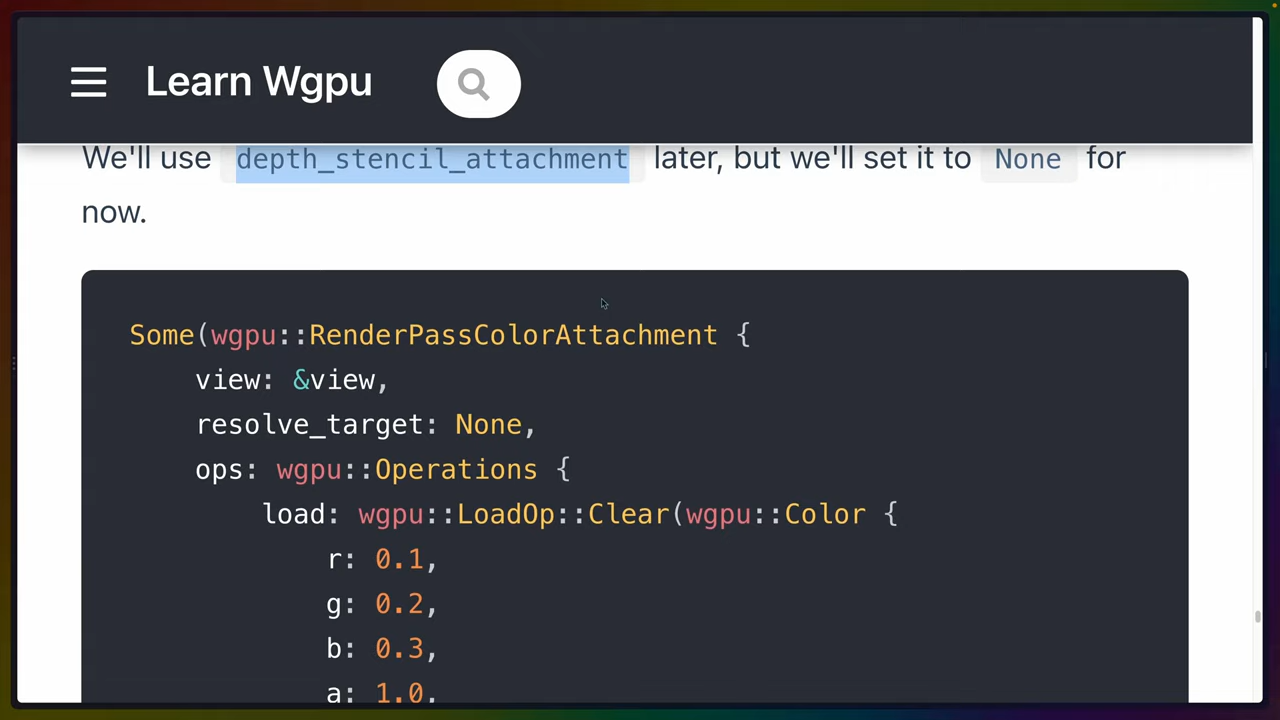 Learn Wgpu
We'll use depth_stencil_attachment later, but we'll set it to None for
now.
Some(wgpu::RenderPassColorAttachment {
    view: &view,
    resolve_target: None,
    ops: wgpu::Operations {
        load: wgpu::LoadOp::Clear(wgpu::Color {
            r: 0.1,
            g: 0.2,
            b: 0.3,
            a: 1.0,